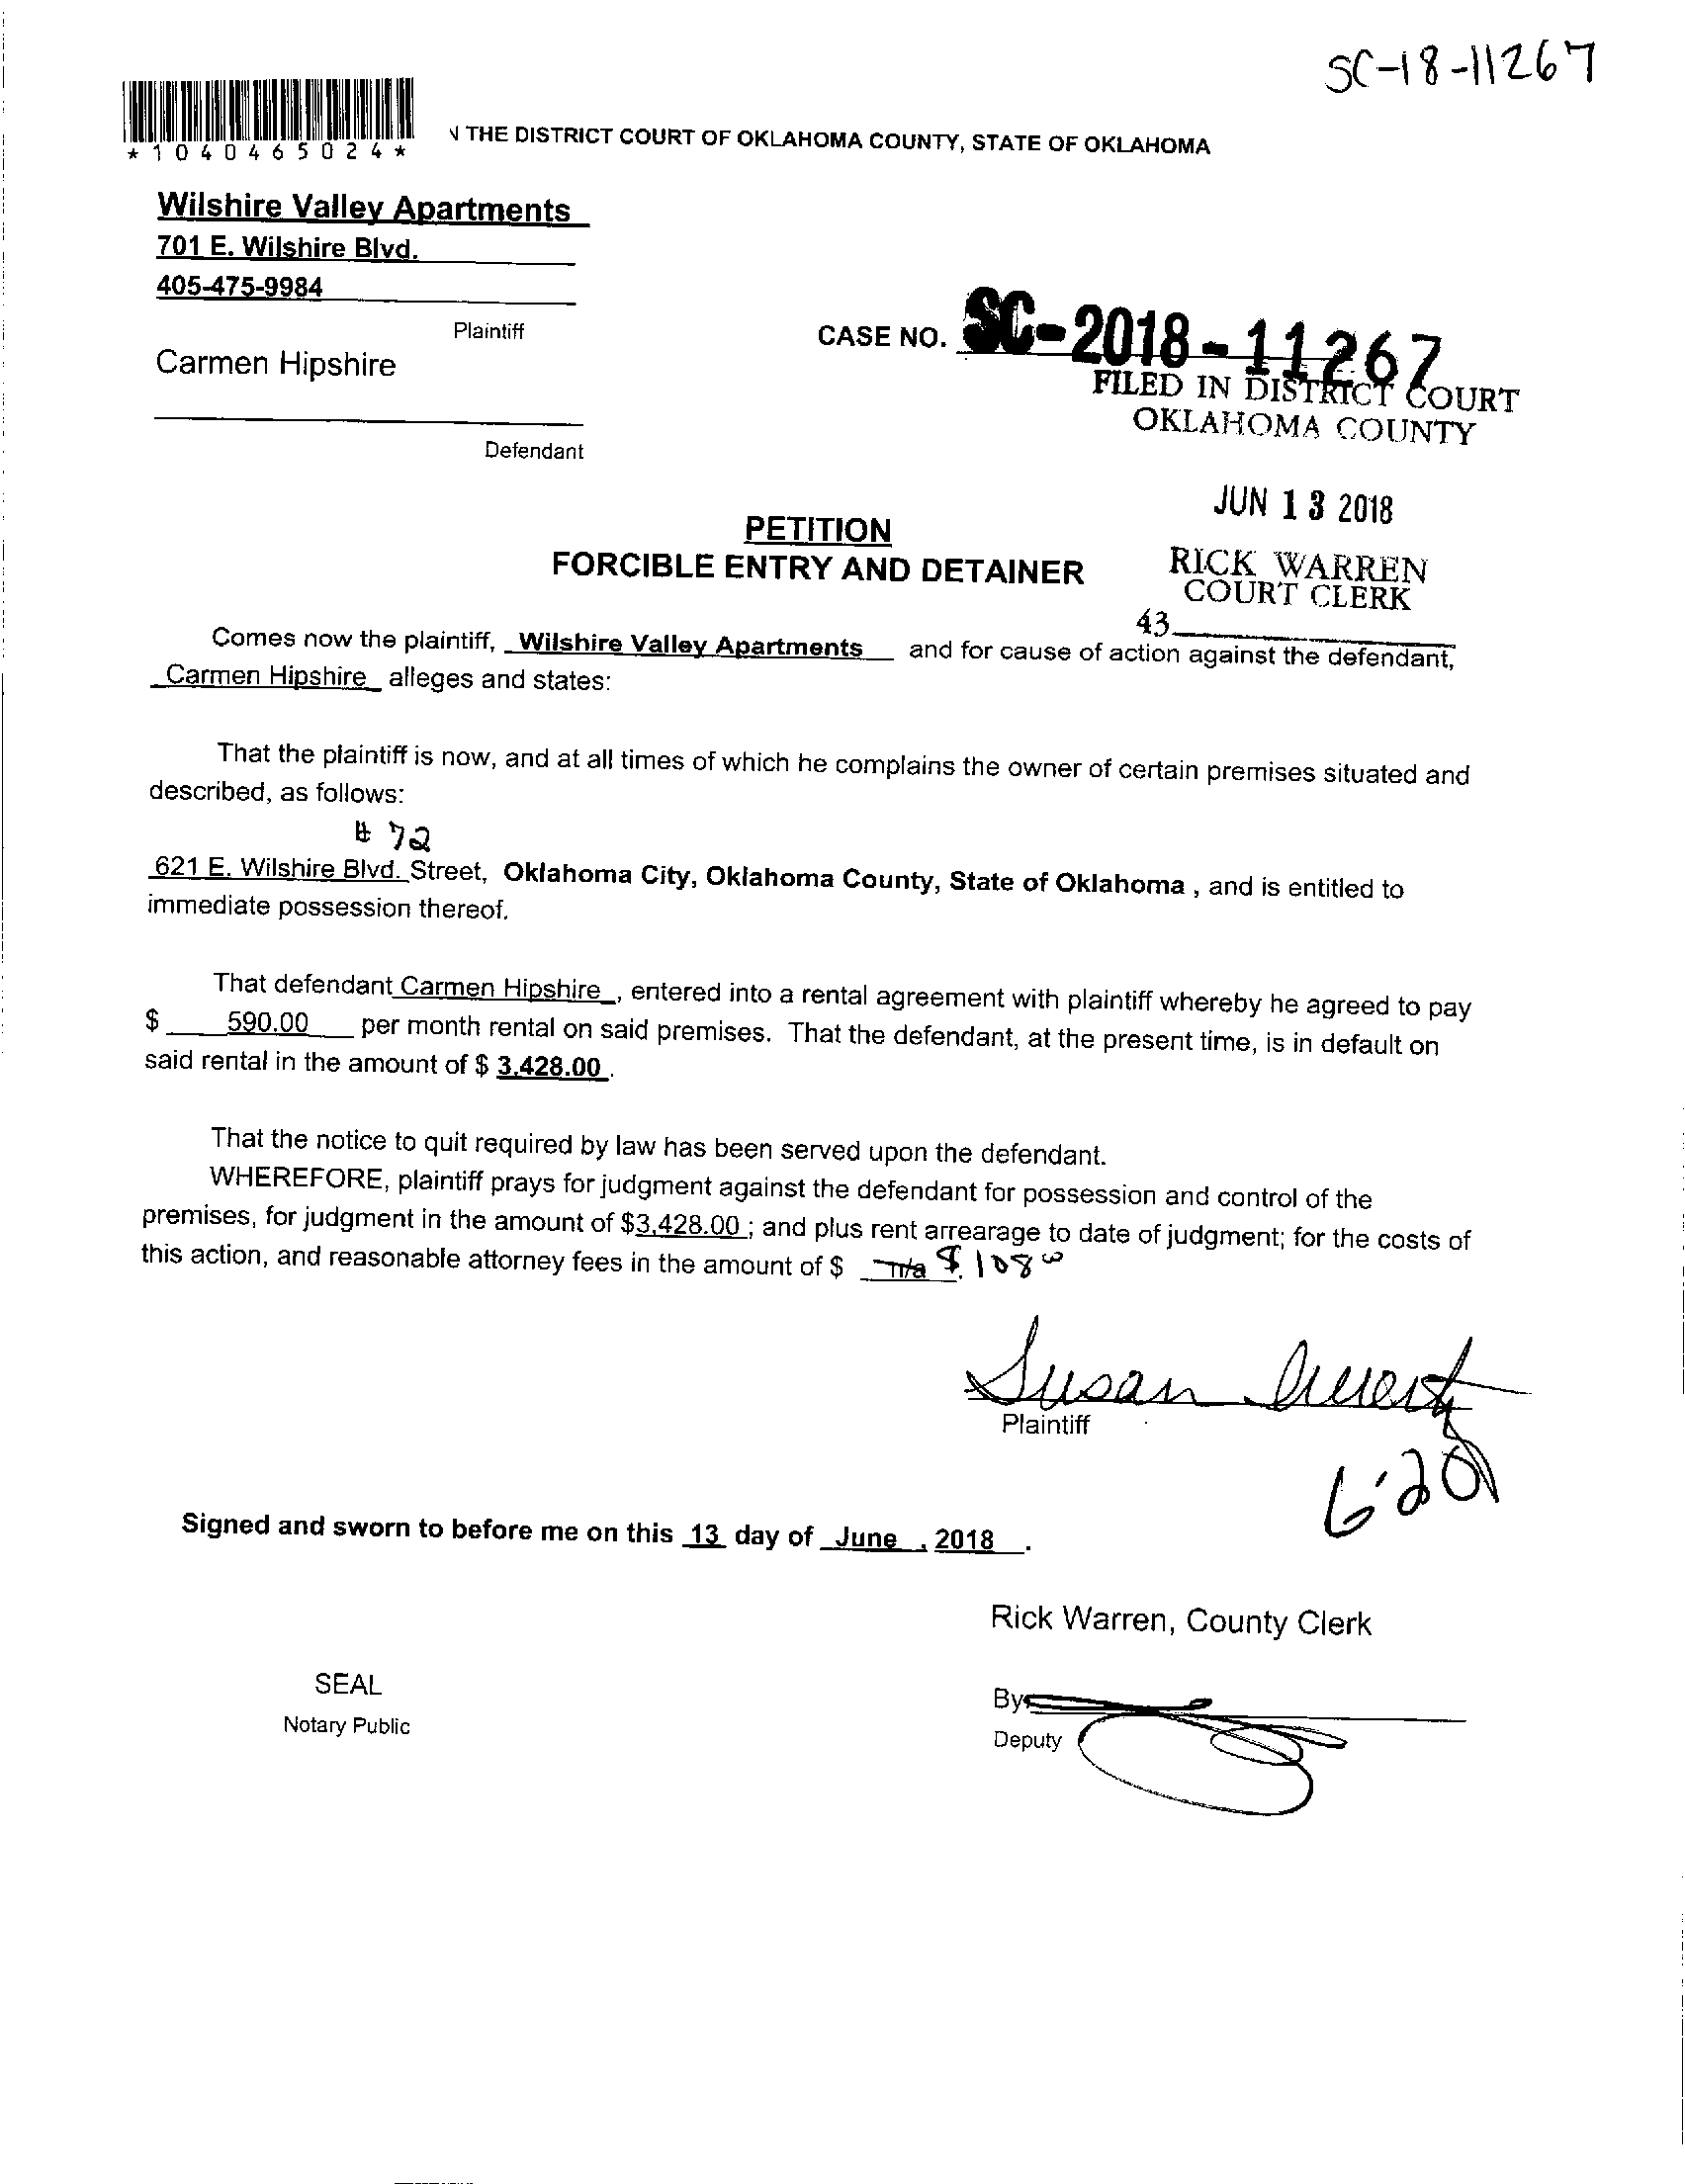 SC-18-11267
*1040465024*
N THE DISTRICT COURT OF OKLAHOMA COUNTY, STATE OF OKLAHOMA
Wilshire Valley Apartments
701 E. Wilshire Blvd.
405-475-9984
Plaintiff
CASE NO. SC-2018-11267
Carmen Hipshire
FILED IN DISTRICT COURT
OKLAHOMA COUNTY
Defendant
JUN 13 2018
PETITION
FORCIBLE ENTRY AND DETAINER
RICK WARREN
COURT CLERK
43
Comes now the plaintiff, Wilshire Valley Apartments and for cause of action against the defendant,
Carmen Hipshire alleges and states:
That the plaintiff is now, and at all times of which he complains the owner of certain premises situated and
described, as follows:
# 72
621 E. Wilshire Blvd. Street, Oklahoma City, Oklahoma County, State of Oklahoma , and is entitled to
immediate possession thereof.
That defendant Carmen Hipshire , entered into a rental agreement with plaintiff whereby he agreed to pay
$ 590.00 per month rental on said premises. That the defendant, at the present time, is in default on
said rental in the amount of $ 3,428.00 .
That the notice to quit required by law has been served upon the defendant.
WHEREFORE, plaintiff prays for judgment against the defendant for possession and control of the
premises, for judgment in the amount of $3,428.00 ; and plus rent arrearage to date of judgment; for the costs of
this action, and reasonable attorney fees in the amount of $ n/a $ 108 00
Susan
Plaintiff
6-28
Signed and sworn to before me on this 13 day of June , 2018 .
Rick Warren, County Clerk
SEAL
Notary Public
By
Deputy